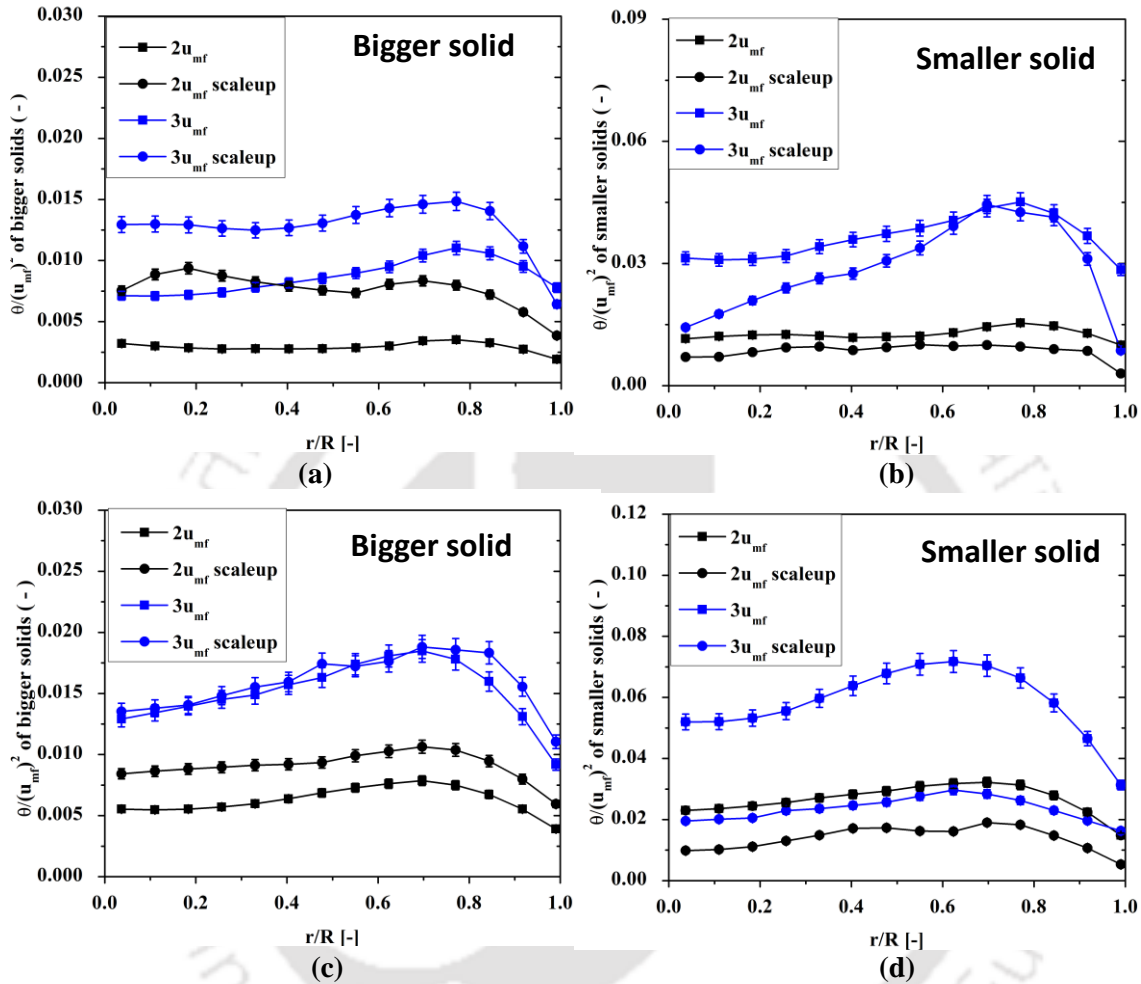 0.030
0.025
0.020
0.015
0.010
0.005
0.000
θ/(u_mf)² of bigger solids ( - )
2u_mf
2u_mf scaleup
3u_mf
3u_mf scaleup
Bigger solid
0.0 0.2 0.4 0.6 0.8 1.0
r/R [-]
(a)
0.09
0.06
0.03
0.00
θ/(u_mf)² of smaller solids ( - )
2u_mf
2u_mf scaleup
3u_mf
3u_mf scaleup
Smaller solid
0.0 0.2 0.4 0.6 0.8 1.0
r/R [-]
(b)
0.030
0.025
0.020
0.015
0.010
0.005
0.000
θ/(u_mf)² of bigger solids ( - )
2u_mf
2u_mf scaleup
3u_mf
3u_mf scaleup
Bigger solid
0.0 0.2 0.4 0.6 0.8 1.0
r/R [-]
(c)
0.12
0.10
0.08
0.06
0.04
0.02
0.00
θ/(u_mf)² of smaller solids ( - )
2u_mf
2u_mf scaleup
3u_mf
3u_mf scaleup
Smaller solid
0.0 0.2 0.4 0.6 0.8 1.0
r/R [-]
(d)